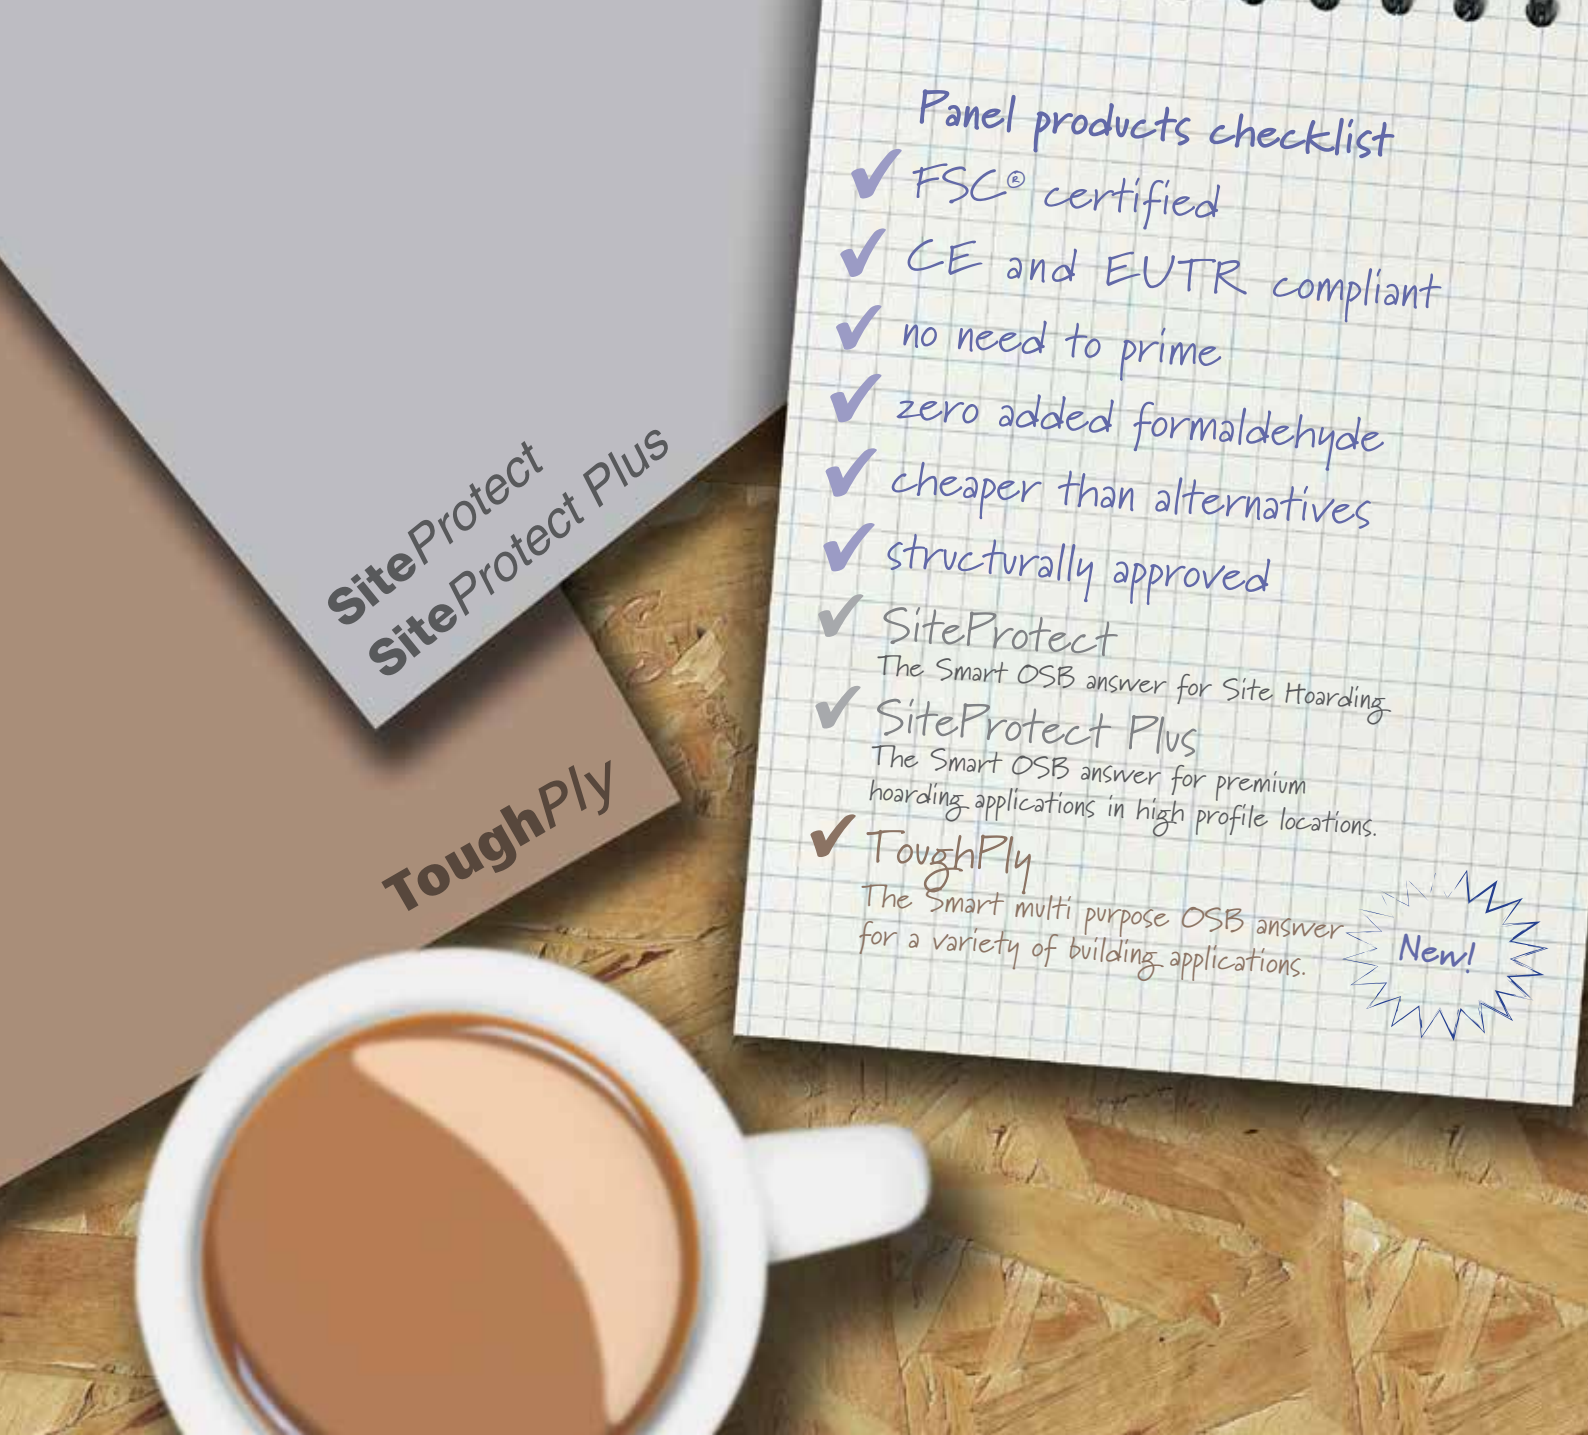 SiteProtect
SiteProtect Plus
ToughPly
Panel products checklist
✔ FSC® certified
✔ CE and EUTR compliant
✔ no need to prime
✔ zero added formaldehyde
✔ cheaper than alternatives
✔ structurally approved
✔ SiteProtect
The Smart OSB answer for Site Hoarding
✔ SiteProtect Plus
The Smart OSB answer for premium
hoarding applications in high profile locations.
✔ ToughPly
The Smart multi purpose OSB answer
for a variety of building applications.
New!